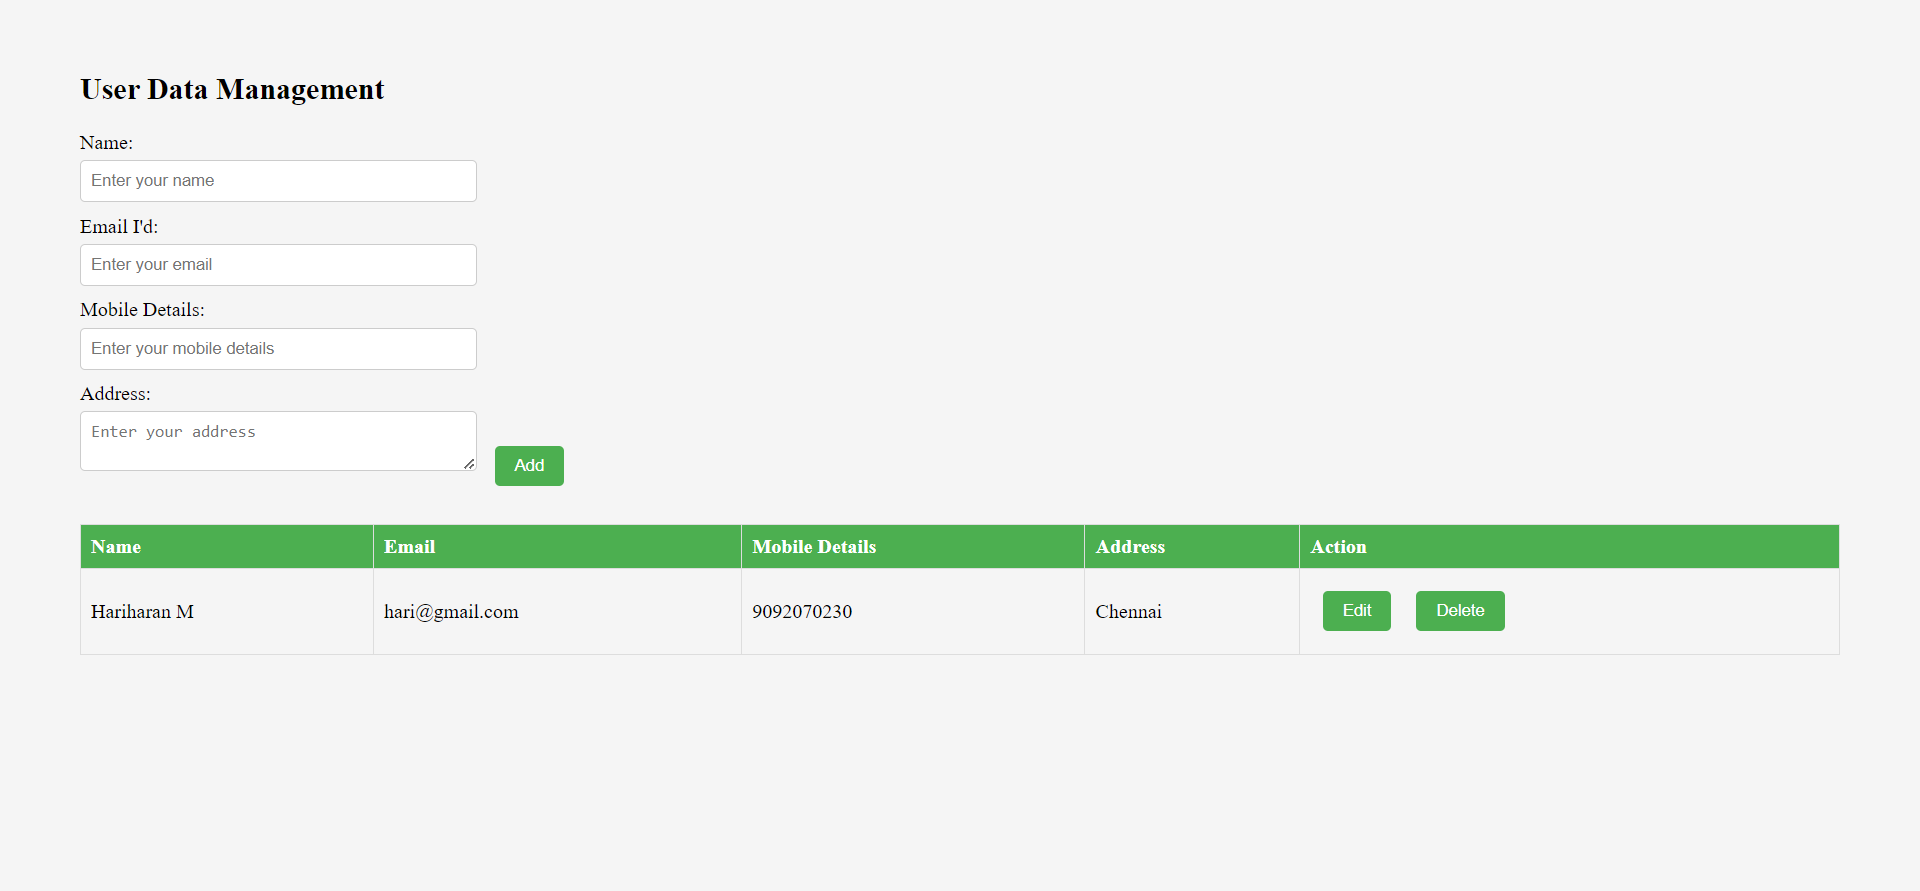 User Data Management
Name:
Enter your name
Email I'd:
Enter your email
Mobile Details:
Enter your mobile details
Address:
Enter your address
Add
Name Email Mobile Details Address Action
Hariharan M hari@gmail.com 9092070230 Chennai Edit Delete